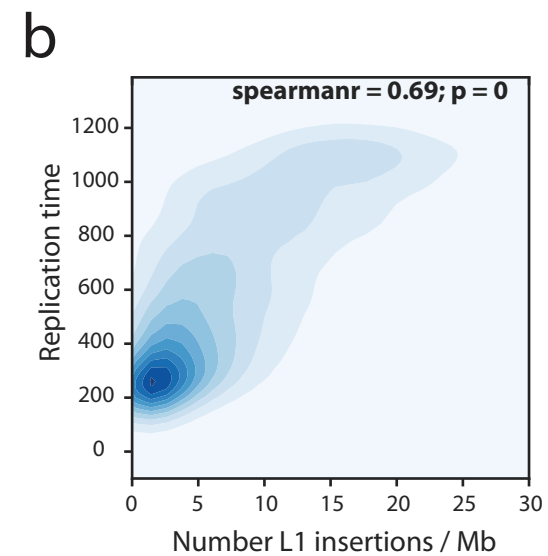 b
spearmanr = 0.69; p = 0
Replication time
1200
1000
800
600
400
200
0
0 5 10 15 20 25 30
Number L1 insertions / Mb